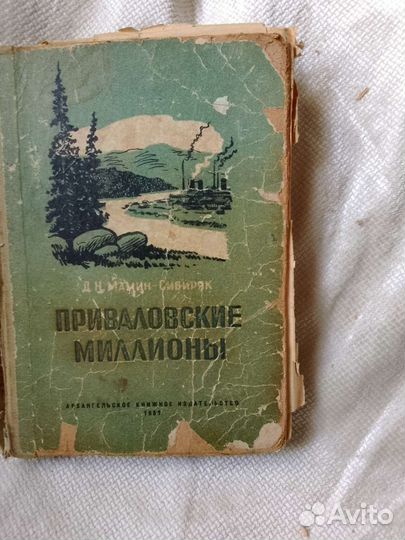 Д. Н. МАМИН-СИБИРЯК
ПРИВАЛОВСКИЕ
МИЛЛИОНЫ
АРХАНГЕЛЬСКОЕ КНИЖНОЕ ИЗДАТЕЛЬСТВО
Avito